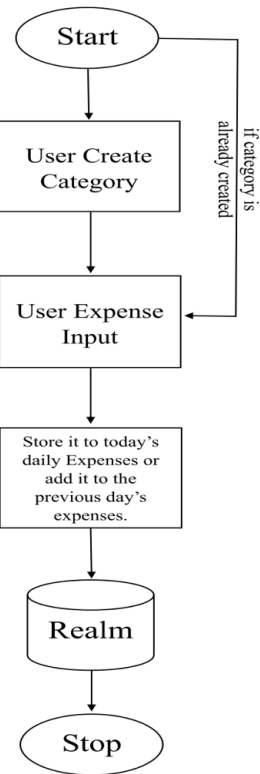 Start
if category is
already created
User Create
Category
User Expense
Input
Store it to today's
daily Expenses or
add it to the
previous day's
expenses.
Realm
Stop